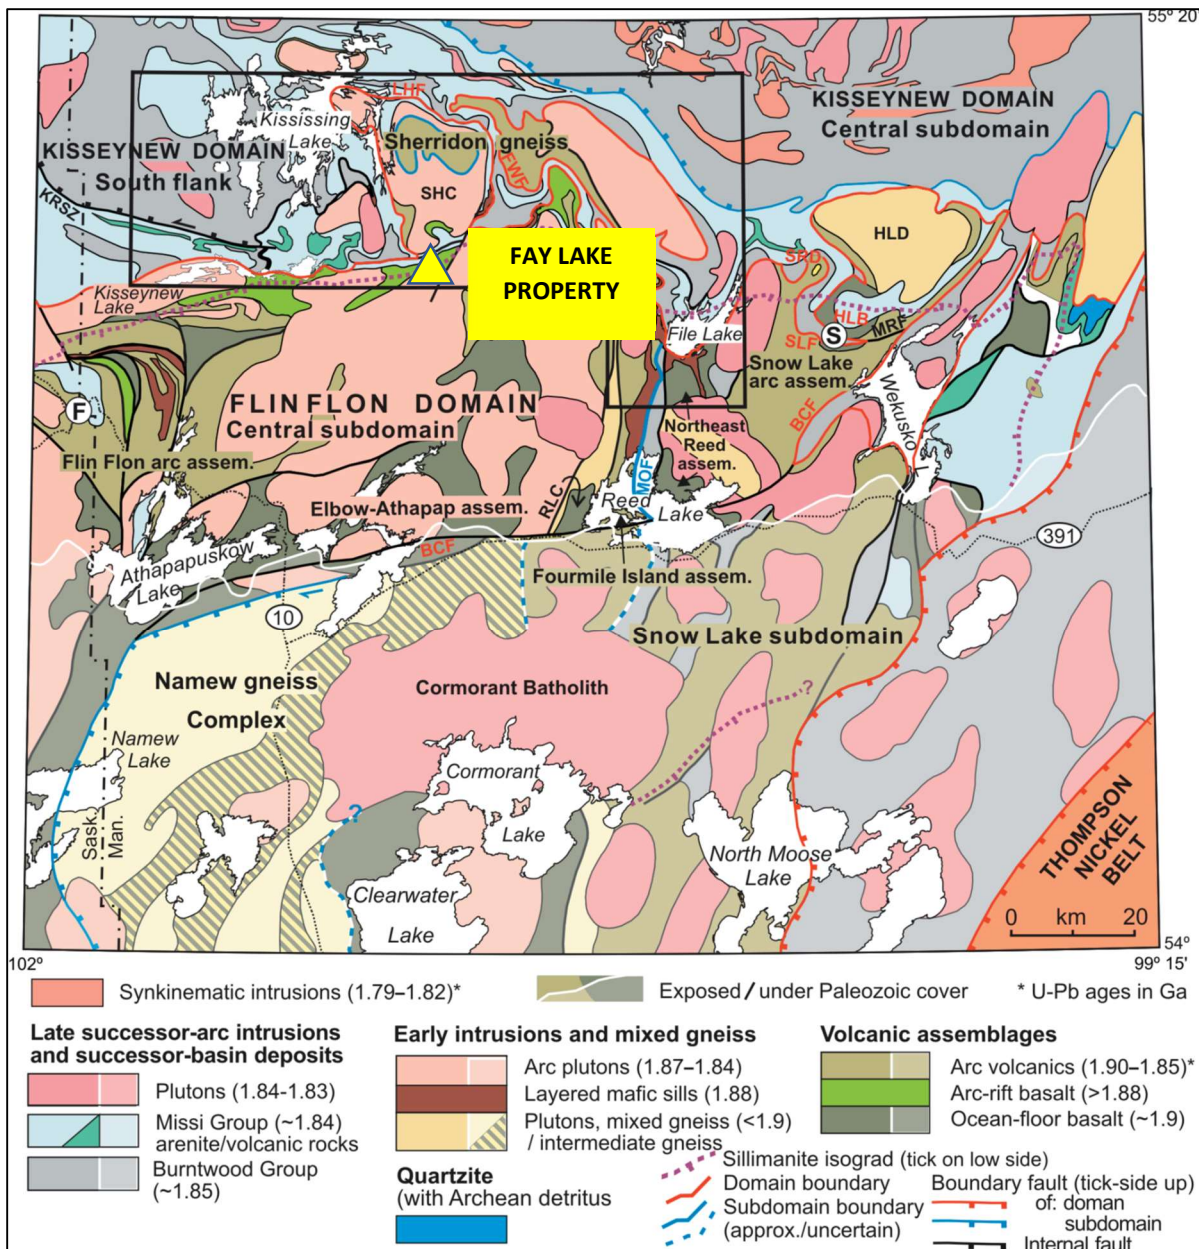 55º 20'
KISSEYNEW DOMAIN
Central subdomain
LHF
Kississing
Lake
Sherridon gneiss
KISSEYNEW DOMAIN
South flank
FWF
KRSZ
SHC
HLD
FAY LAKE
PROPERTY
SRD
Kisseynew
Lake
HLB
S
MRF
SLF
File Lake
Snow Lake
arc assem.
Wekusko L
F
FLIN FLON DOMAIN
Central subdomain
BCF
Northeast
Reed
assem.
Flin Flon arc assem.
MOF
RLC
Reed
Lake
Elbow-Athapap assem.
391
BCF
Athapapuskow
Lake
Fourmile Island assem.
10
Snow Lake subdomain
Namew gneiss
Complex
Cormorant Batholith
?
Namew
Lake
Cormorant
Lake
?
Sask.
Man.
North Moose
Lake
THOMPSON
NICKEL
BELT
Clearwater
Lake
0 km 20
54º
102º
99º 15'
Synkinematic intrusions (1.79–1.82)*
Exposed / under Paleozoic cover
* U-Pb ages in Ga
Late successor-arc intrusions
and successor-basin deposits
Plutons (1.84-1.83)
Missi Group (~1.84)
arenite/volcanic rocks
Burntwood Group
(~1.85)
Early intrusions and mixed gneiss
Arc plutons (1.87–1.84)
Layered mafic sills (1.88)
Plutons, mixed gneiss (<1.9)
/ intermediate gneiss
Quartzite
(with Archean detritus
Volcanic assemblages
Arc volcanics (1.90–1.85)*
Arc-rift basalt (>1.88)
Ocean-floor basalt (~1.9)
Sillimanite isograd (tick on low side)
Domain boundary
Subdomain boundary
(approx./uncertain)
Boundary fault (tick-side up)
of: doman
subdomain
Internal fault